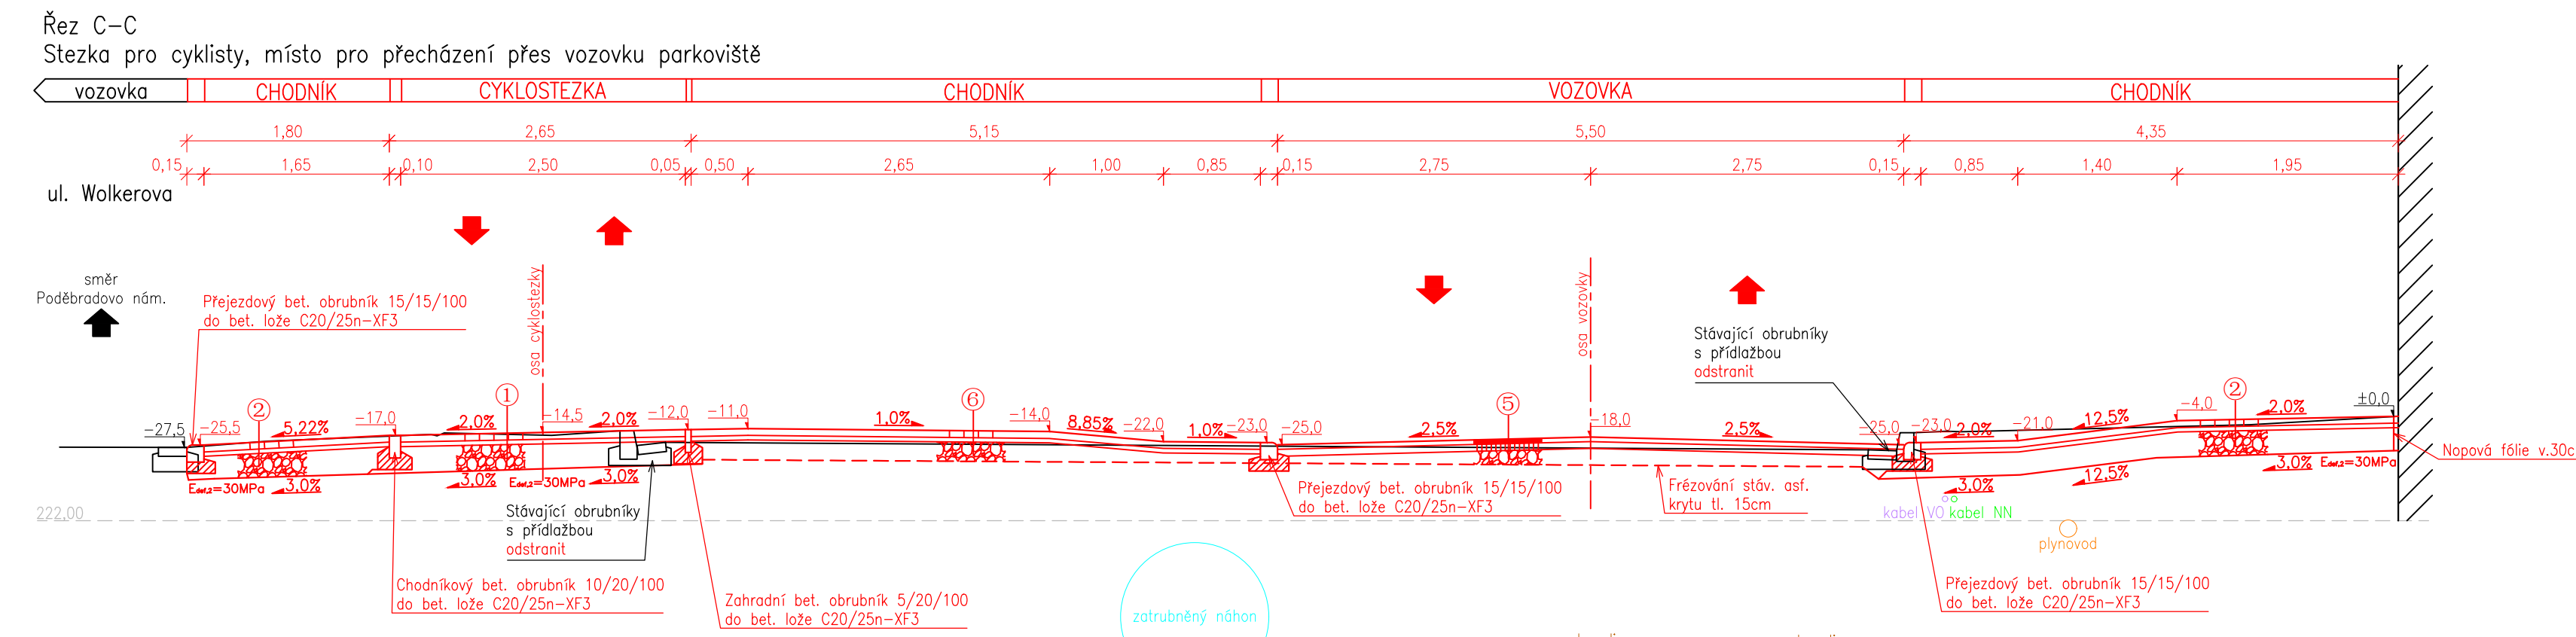 Řez C-C
Stezka pro cyklisty, místo pro přecházení přes vozovku parkoviště
vozovka CHODNÍK CYKLOSTEZKA CHODNÍK VOZOVKA CHODNÍK
1,80 2,65 5,15 5,50 4,35
0,15 1,65 0,10 2,50 0,05 0,50 2,65 1,00 0,85 0,15 2,75 2,75 0,15 0,85 1,40 1,95
ul. Wolkerova
směr
Poděbradovo nám.
Přejezdový bet. obrubník 15/15/100
do bet. lože C20/25n-XF3
osa cyklostezky
osa vozovky
Stávající obrubníky
s přídlažbou
odstranit
2 1 6 5 2
-27,5 -25,5 5,22% -17,0 2,0% -14,5 2,0% -12,0 -11,0 1,0% -14,0 8,85% -22,0 1,0% -23,0 -25,0 2,5% -18,0 2,5% -25,0 -23,0 2,0% -21,0 12,5% -4,0 2,0% ±0,0
Edef,2=30MPa 3,0% 3,0% Edef,2=30MPa 3,0% 3,0% 12,5% 3,0% Edef,2=30MPa
Nopová fólie v.30c
222,00
Stávající obrubníky
s přídlažbou
odstranit
Přejezdový bet. obrubník 15/15/100
do bet. lože C20/25n-XF3
Frézování stáv. asf.
krytu tl. 15cm
kabel VO kabel NN
plynovod
Chodníkový bet. obrubník 10/20/100
do bet. lože C20/25n-XF3
Zahradní bet. obrubník 5/20/100
do bet. lože C20/25n-XF3
zatrubněný náhon
Přejezdový bet. obrubník 15/15/100
do bet. lože C20/25n-XF3